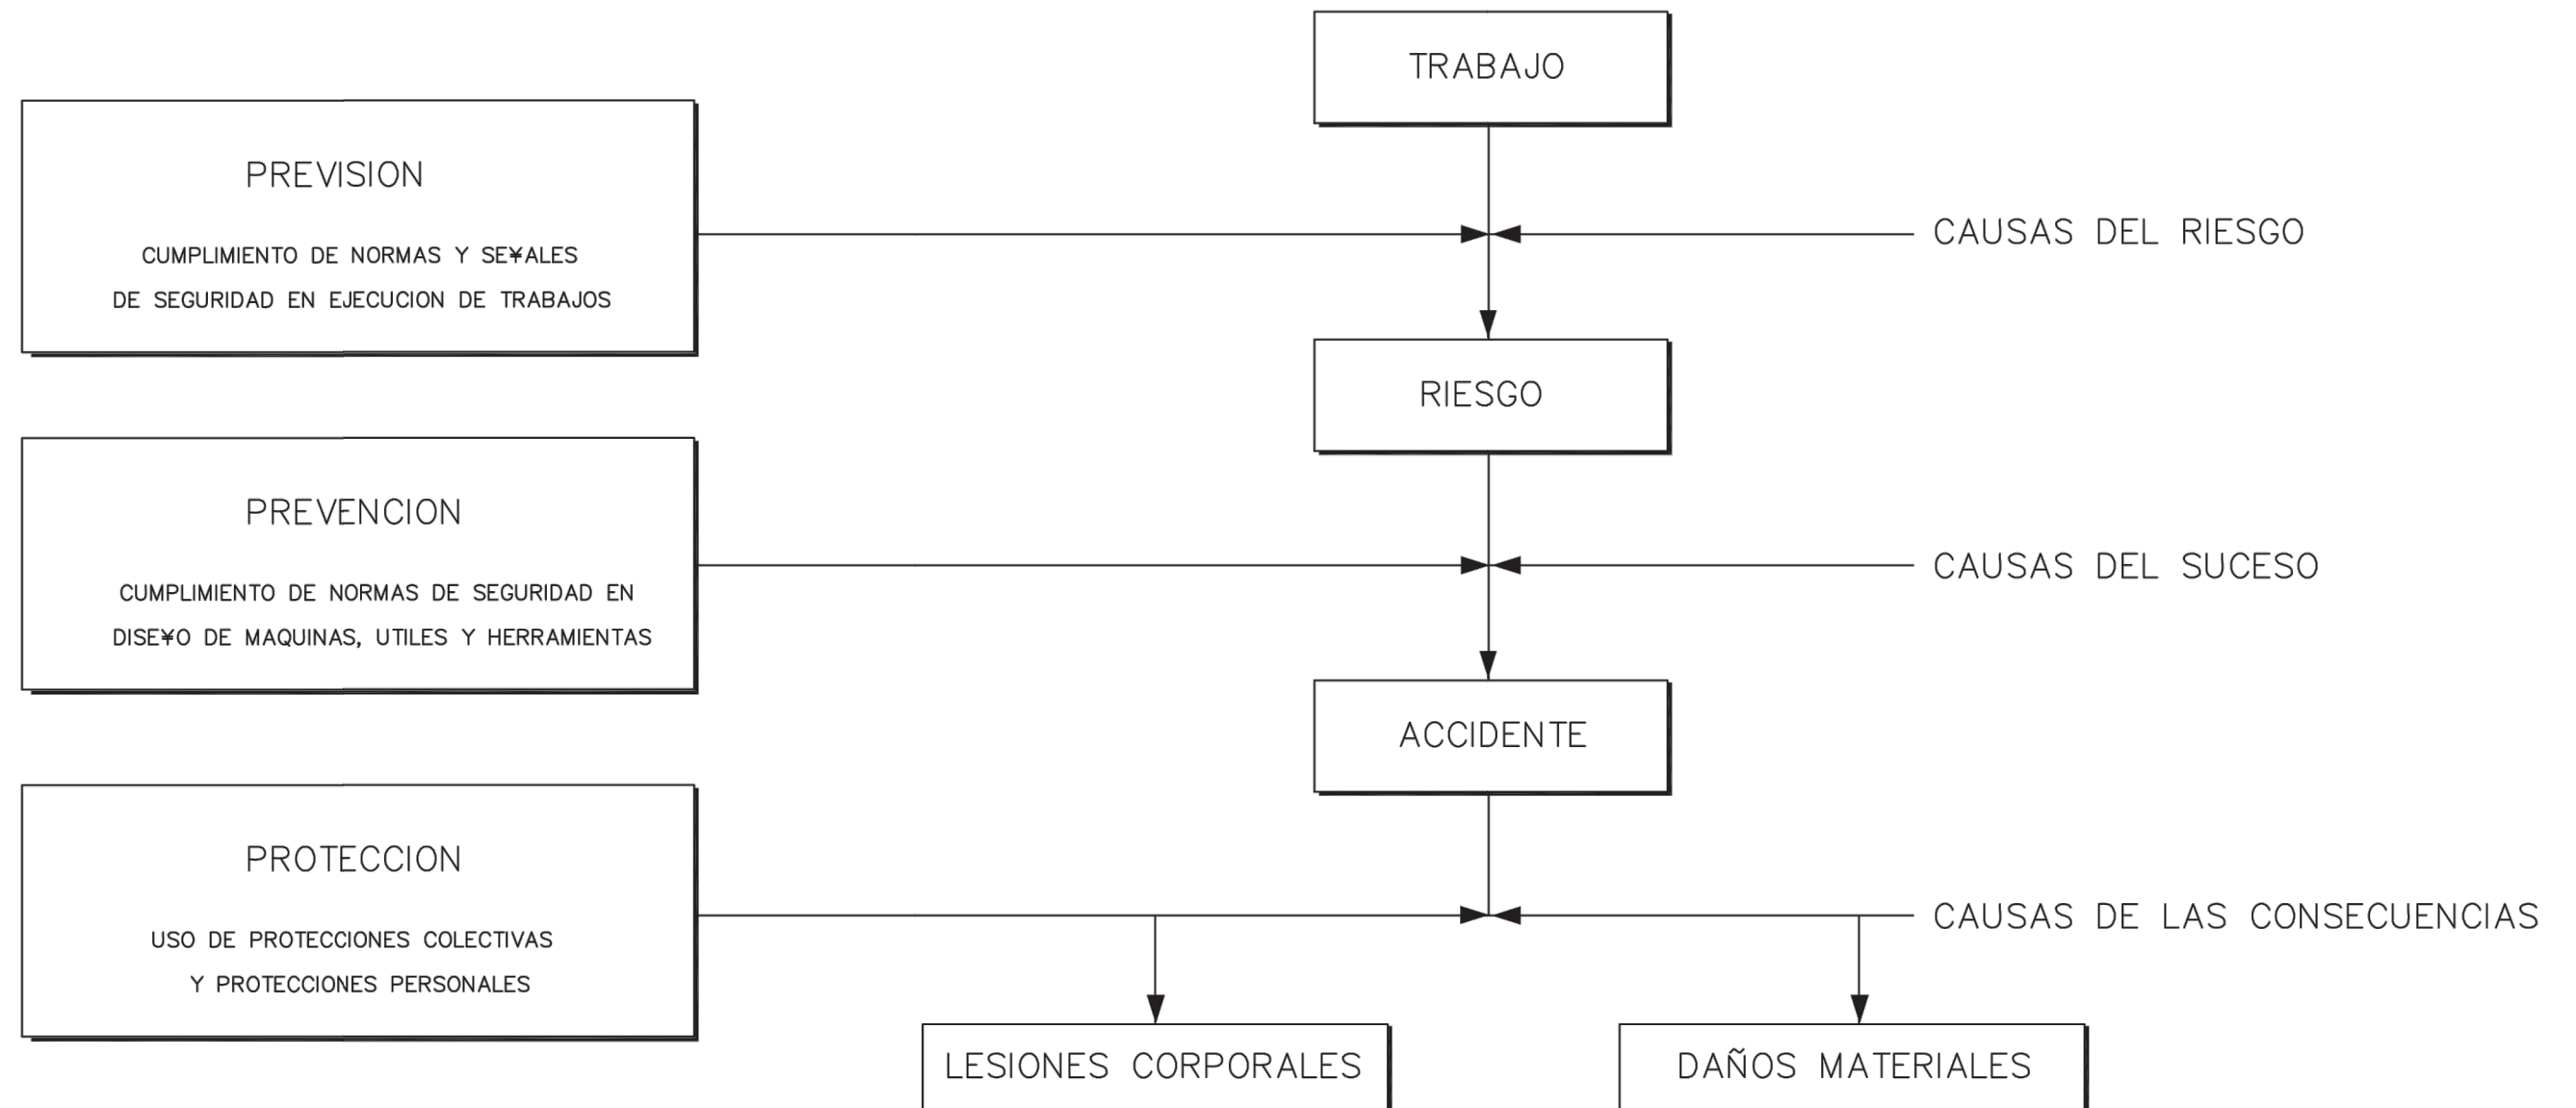 TRABAJO
PREVISION
CUMPLIMIENTO DE NORMAS Y SE¥ALES
DE SEGURIDAD EN EJECUCION DE TRABAJOS
CAUSAS DEL RIESGO
RIESGO
PREVENCION
CUMPLIMIENTO DE NORMAS DE SEGURIDAD EN
DISE¥O DE MAQUINAS, UTILES Y HERRAMIENTAS
CAUSAS DEL SUCESO
ACCIDENTE
PROTECCION
USO DE PROTECCIONES COLECTIVAS
Y PROTECCIONES PERSONALES
CAUSAS DE LAS CONSECUENCIAS
LESIONES CORPORALES
DAÑOS MATERIALES